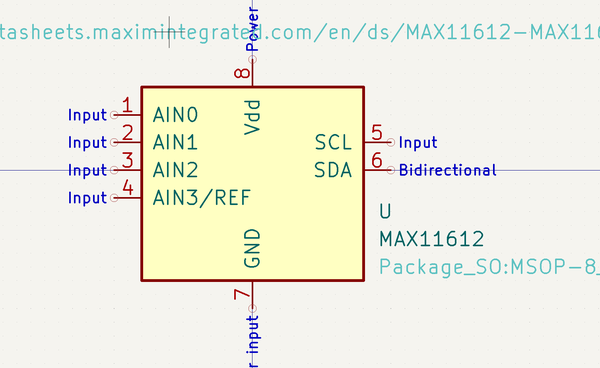 tasheets.maximintegrated.com/en/ds/MAX11612-MAX116
Power
8
Vdd
Input 1 AIN0
Input 2 AIN1
Input 3 AIN2
Input 4 AIN3/REF
SCL 5 Input
SDA 6 Bidirectional
GND
7
r input
U
MAX11612
Package_SO:MSOP-8_